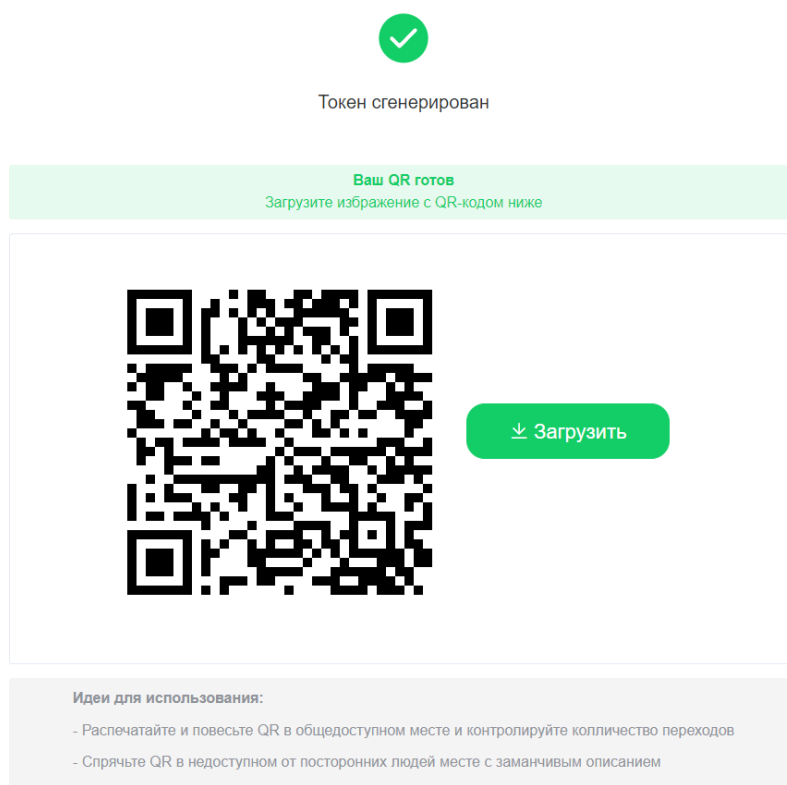 Токен сгенерирован
Ваш QR готов
Загрузите избражение с QR-кодом ниже
Загрузить
Идеи для использования:
- Распечатайте и повесьте QR в общедоступном месте и контролируйте колличество переходов
- Спрячьте QR в недоступном от посторонних людей месте с заманчивым описанием